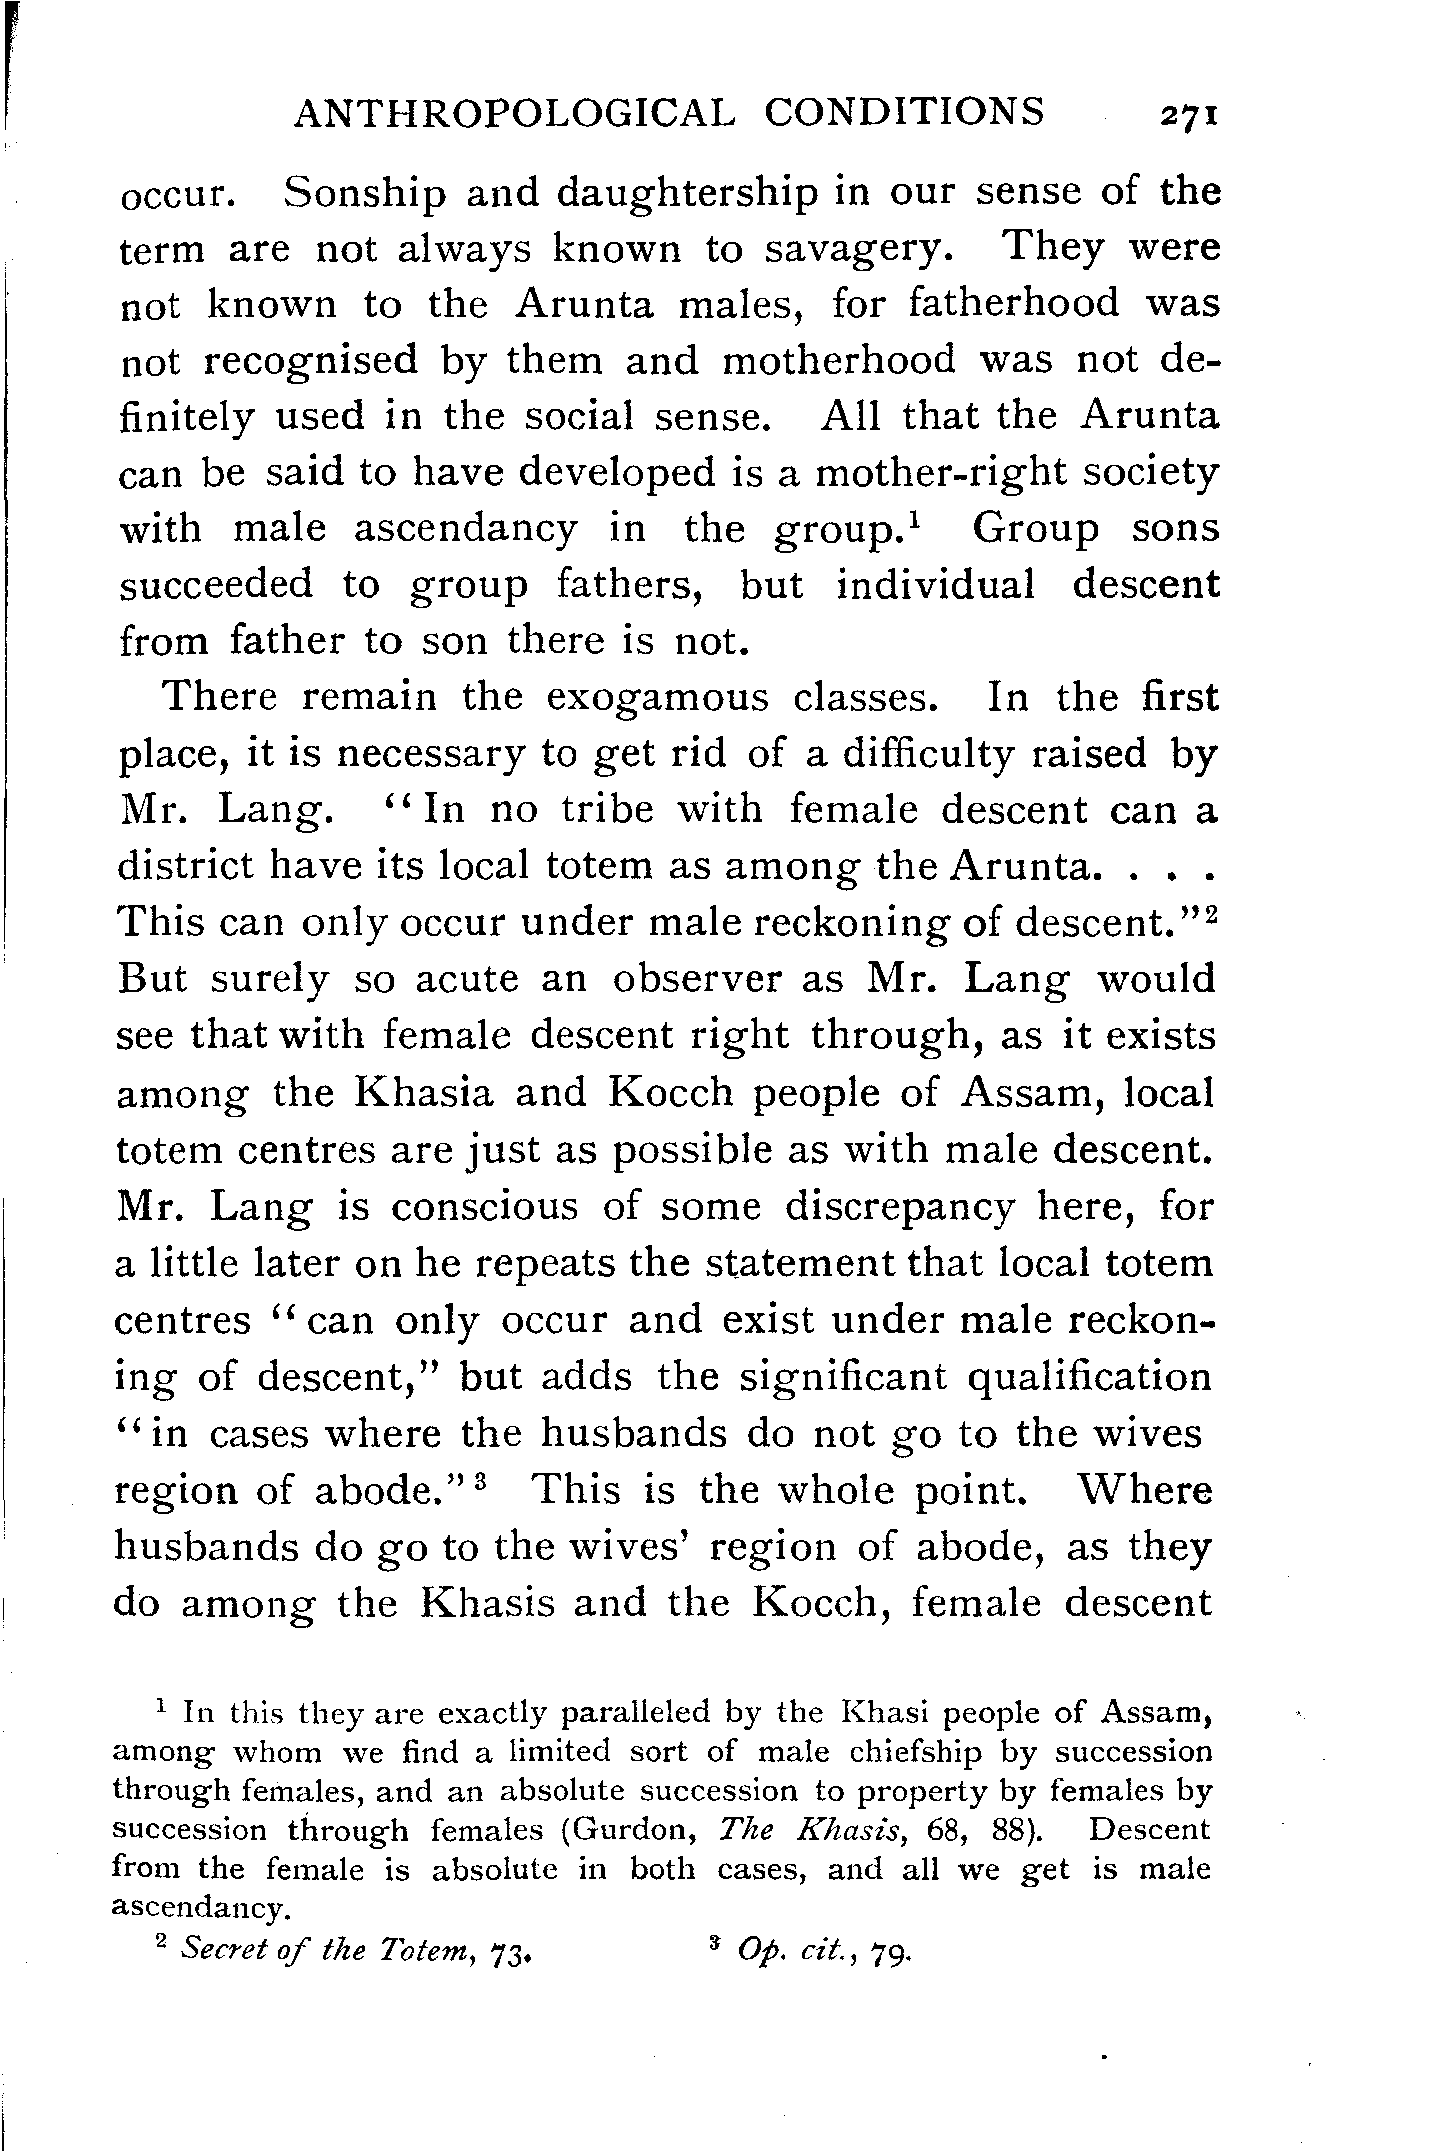 ANTHROPOLOGICAL CONDITIONS 271
occur. Sonship and daughtership in our sense of the
term are not always known to savagery. They were
not known to the Arunta males, for fatherhood was
not recognised by them and motherhood was not de-
finitely used in the social sense. All that the Arunta
can be said to have developed is a mother-right society
with male ascendancy in the group.¹ Group sons
succeeded to group fathers, but individual descent
from father to son there is not.
There remain the exogamous classes. In the first
place, it is necessary to get rid of a difficulty raised by
Mr. Lang. “In no tribe with female descent can a
district have its local totem as among the Arunta. . . .
This can only occur under male reckoning of descent.”²
But surely so acute an observer as Mr. Lang would
see that with female descent right through, as it exists
among the Khasia and Kocch people of Assam, local
totem centres are just as possible as with male descent.
Mr. Lang is conscious of some discrepancy here, for
a little later on he repeats the statement that local totem
centres “can only occur and exist under male reckon-
ing of descent,” but adds the significant qualification
“in cases where the husbands do not go to the wives
region of abode.”³ This is the whole point. Where
husbands do go to the wives’ region of abode, as they
do among the Khasis and the Kocch, female descent
¹ In this they are exactly paralleled by the Khasi people of Assam,
among whom we find a limited sort of male chiefship by succession
through females, and an absolute succession to property by females by
succession through females (Gurdon, The Khasis, 68, 88). Descent
from the female is absolute in both cases, and all we get is male
ascendancy.
² Secret of the Totem, 73. ³ Op. cit., 79.